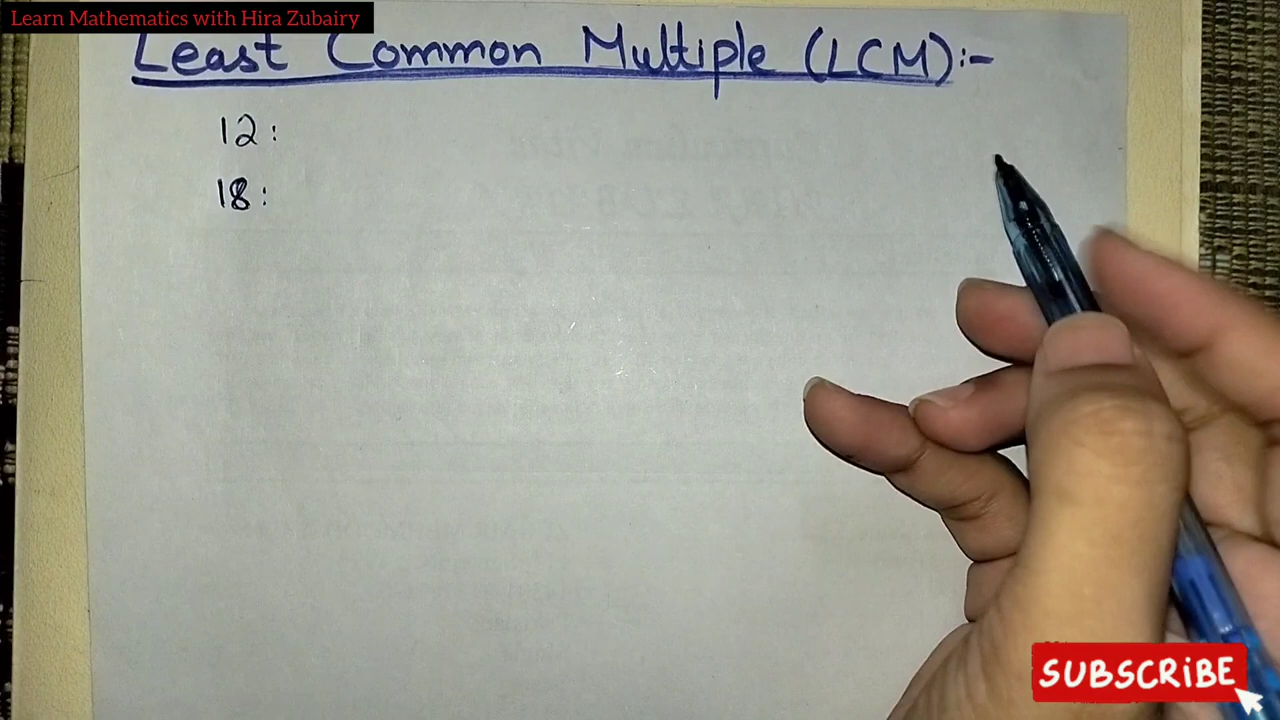 Learn Mathematics with Hira Zubairy
Least Common Multiple (LCM):-
12:
18:
SUBSCRIBE